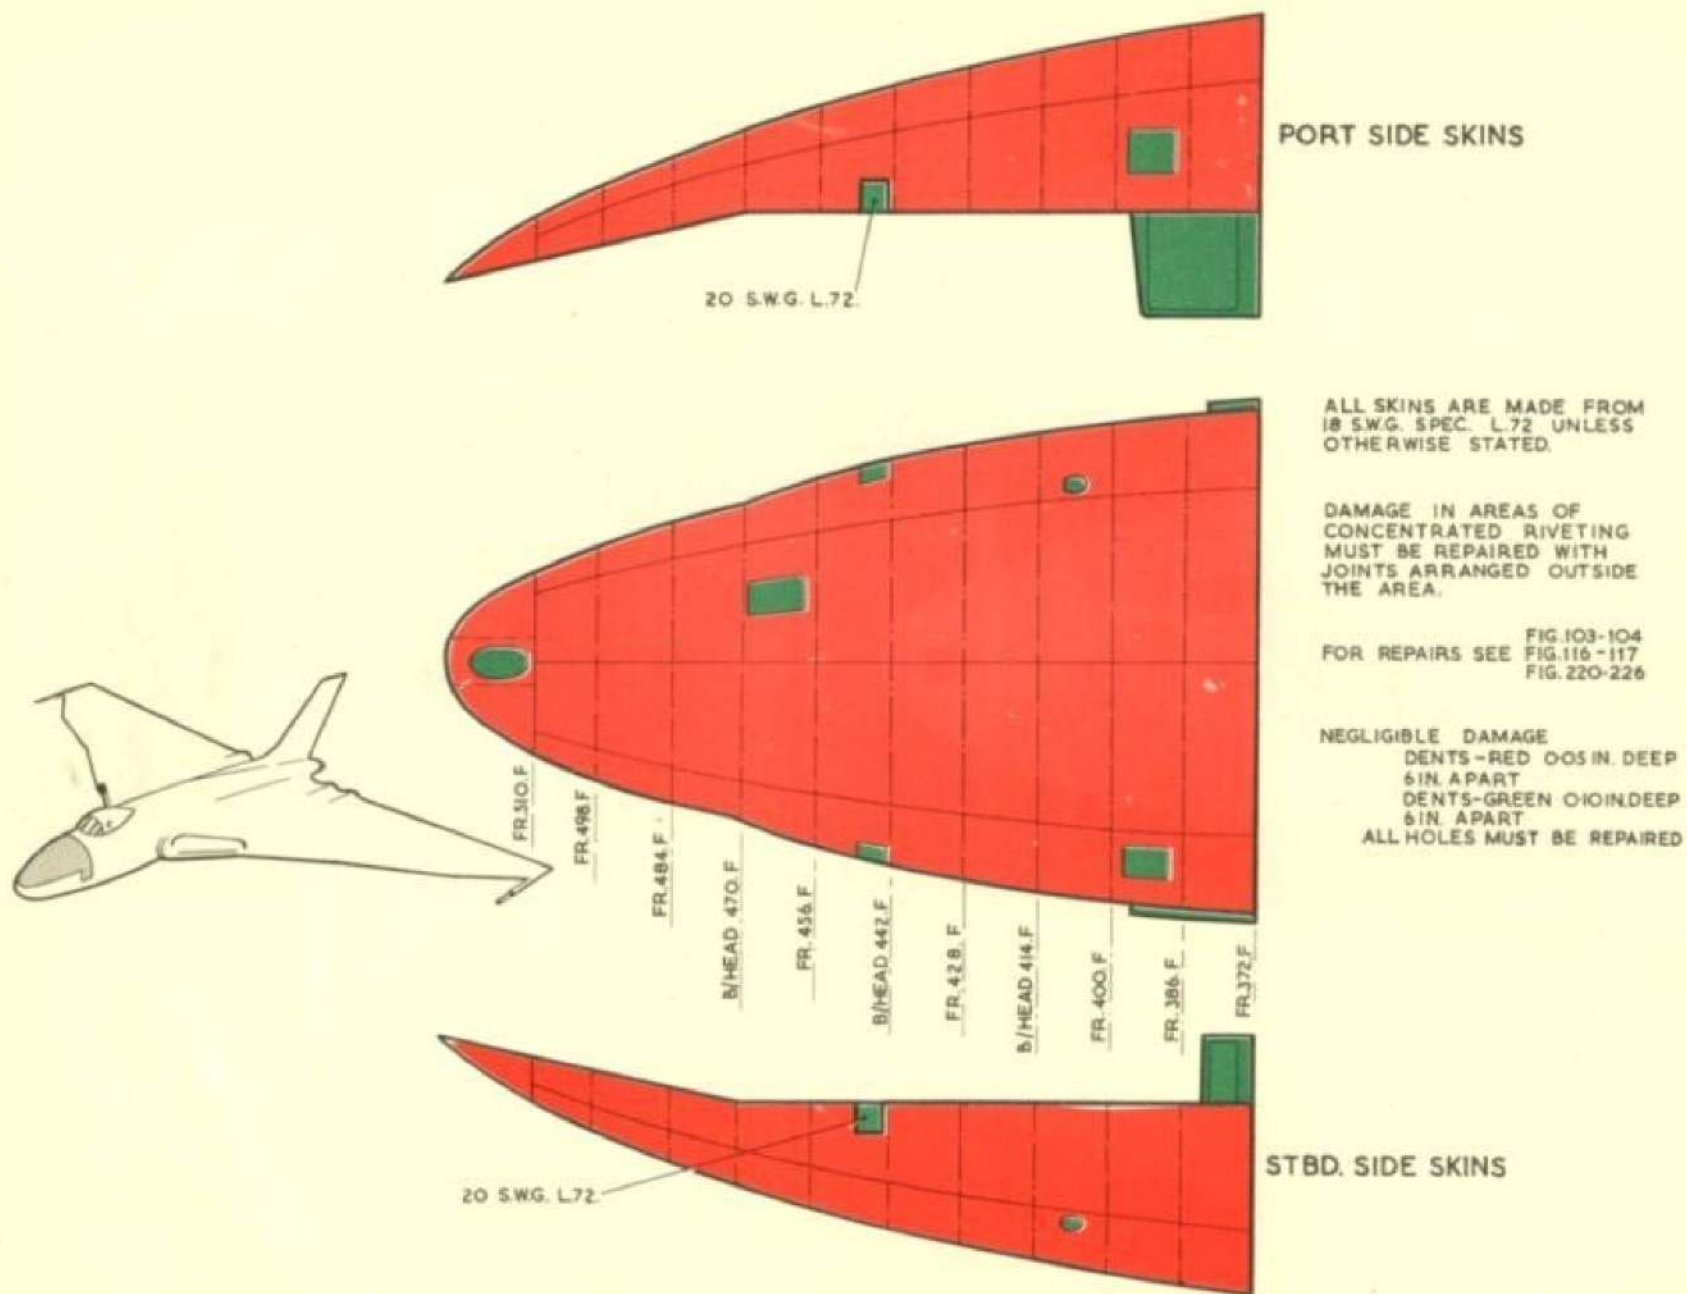 PORT SIDE SKINS
20 S.W.G. L.72.
ALL SKINS ARE MADE FROM
18 S.W.G. SPEC. L.72 UNLESS
OTHERWISE STATED.
DAMAGE IN AREAS OF
CONCENTRATED RIVETING
MUST BE REPAIRED WITH
JOINTS ARRANGED OUTSIDE
THE AREA.
FIG.103-104
FOR REPAIRS SEE FIG.116-117
FIG.220-226
NEGLIGIBLE DAMAGE
DENTS-RED 0·05 IN. DEEP
6 IN. APART
DENTS-GREEN 0·10 IN. DEEP
6 IN. APART
ALL HOLES MUST BE REPAIRED
FR.510.F
FR.498.F
FR.484.F
B/HEAD 470.F
FR.456.F
B/HEAD 442.F
FR.428.F
B/HEAD 414.F
FR.400.F
FR.386.F
FR.372.F
STBD. SIDE SKINS
20 S.W.G. L.72.